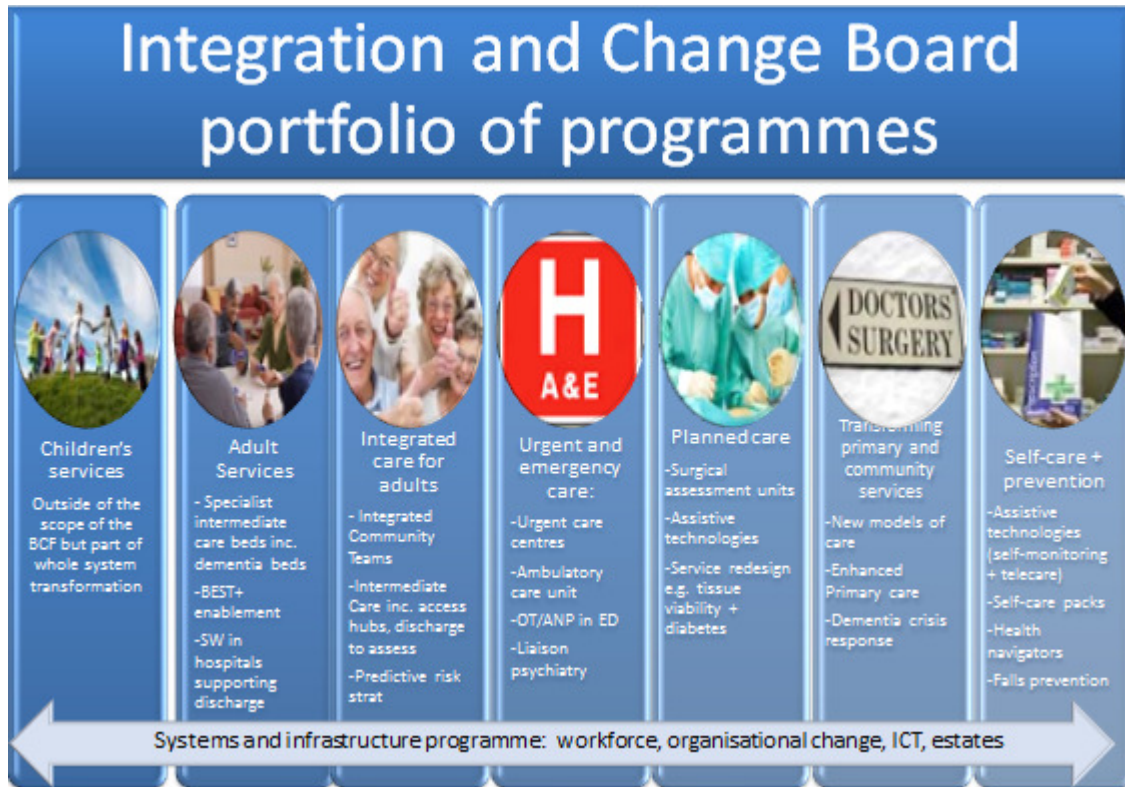 Integration and Change Board
portfolio of programmes
Children's
services
Outside of the
scope of the
BCF but part of
whole system
transformation
Adult
Services
- Specialist
intermediate
care beds inc.
dementia beds
-BEST+
enablement
-SW in
hospitals
supporting
discharge
Integrated
care for
adults
- Integrated
Community
Teams
-Intermediate
Care inc. access
hubs, discharge
to assess
-Predictive risk
strat
H
A&E
Urgent and
emergency
care:
-Urgent care
centres
-Ambulatory
care unit
-OT/ANP in ED
-Liaison
psychiatry
Planned care
-Surgical
assessment units
-Assistive
technologies
-Service redesign
e.g. tissue
viability +
diabetes
DOCTORS'
SURGERY
Transforming
primary and
community
services
-New models of
care
-Enhanced
Primary care
-Dementia crisis
response
Self-care +
prevention
-Assistive
technologies
(self-monitoring
+ telecare)
-Self-care packs
-Health
navigators
-Falls prevention
Systems and infrastructure programme: workforce, organisational change, ICT, estates